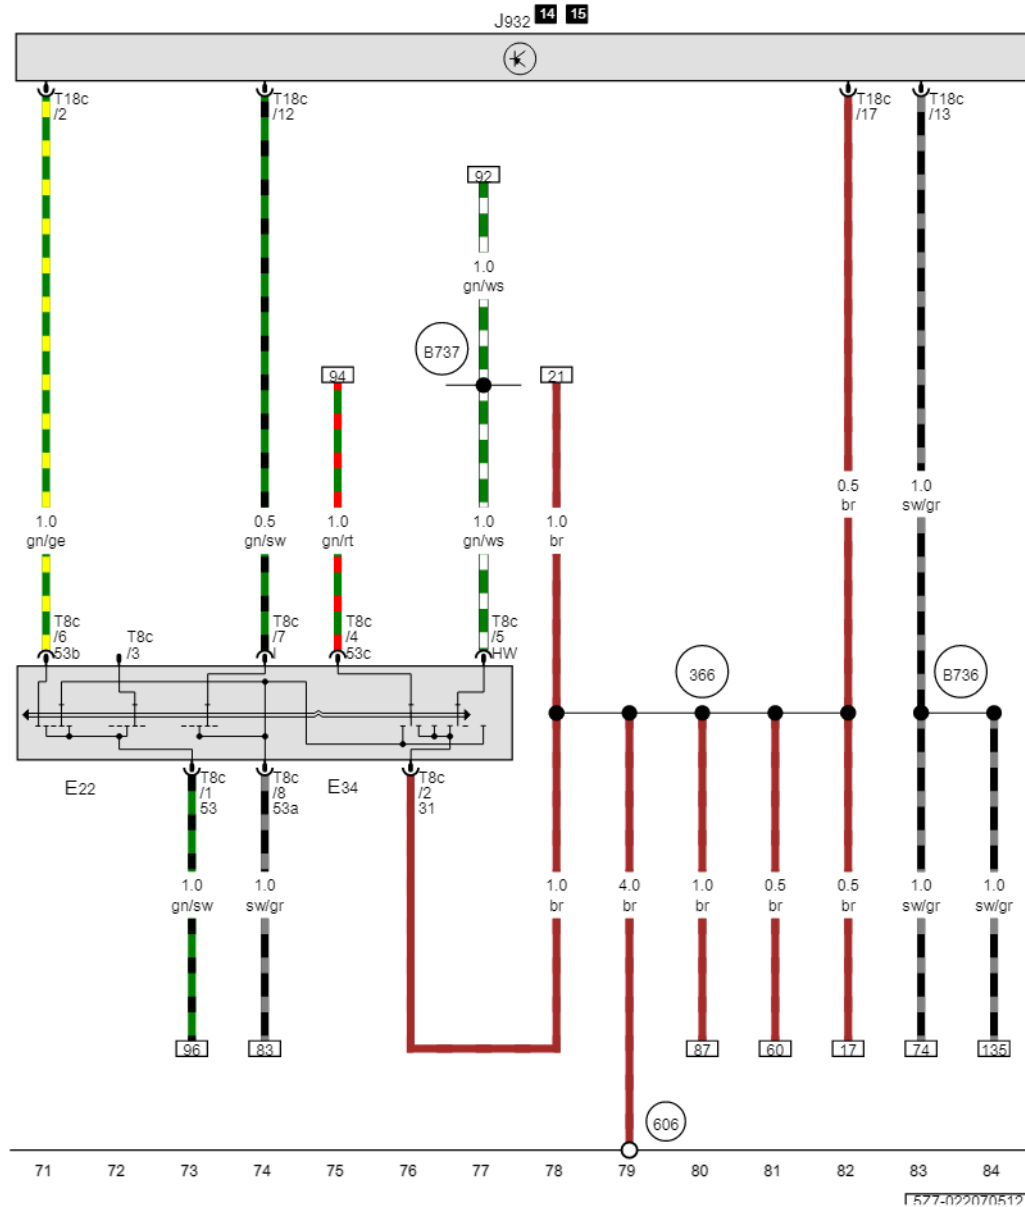 J932 14 15
T18c
/2
T18c
/12
T18c
/17
T18c
/13
92
1.0
gn/ws
B737
94
21
0.5
br
1.0
sw/gr
1.0
gn/ge
0.5
gn/sw
1.0
gn/rt
1.0
gn/ws
1.0
br
T8c
/6
53b
T8c
/3
T8c
/7
I
T8c
/4
53c
T8c
/5
HW
366
B736
E22
T8c
/1
53
T8c
/8
53a
E34
T8c
/2
31
1.0
gn/sw
1.0
sw/gr
1.0
br
4.0
br
1.0
br
0.5
br
0.5
br
1.0
sw/gr
1.0
sw/gr
96
83
87
60
17
74
135
606
71 72 73 74 75 76 77 78 79 80 81 82 83 84
577-022070512